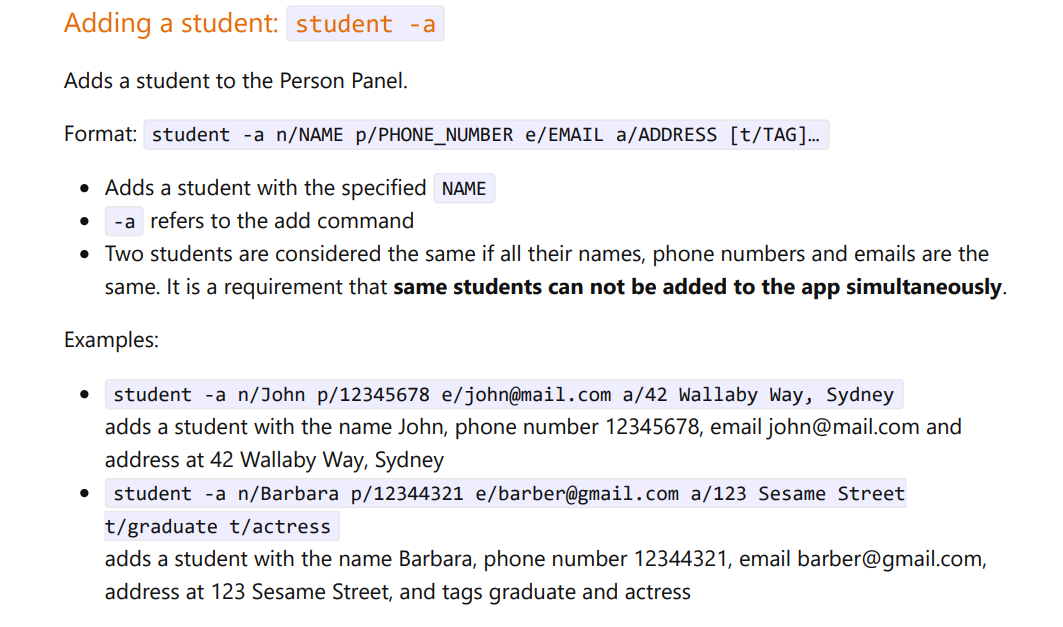 Adding a student: student -a
Adds a student to the Person Panel.
Format: student -a n/NAME p/PHONE_NUMBER e/EMAIL a/ADDRESS [t/TAG]…
• Adds a student with the specified NAME
• -a refers to the add command
• Two students are considered the same if all their names, phone numbers and emails are the
same. It is a requirement that same students can not be added to the app simultaneously.
Examples:
• student -a n/John p/12345678 e/john@mail.com a/42 Wallaby Way, Sydney
adds a student with the name John, phone number 12345678, email john@mail.com and
address at 42 Wallaby Way, Sydney
• student -a n/Barbara p/12344321 e/barber@gmail.com a/123 Sesame Street
t/graduate t/actress
adds a student with the name Barbara, phone number 12344321, email barber@gmail.com,
address at 123 Sesame Street, and tags graduate and actress